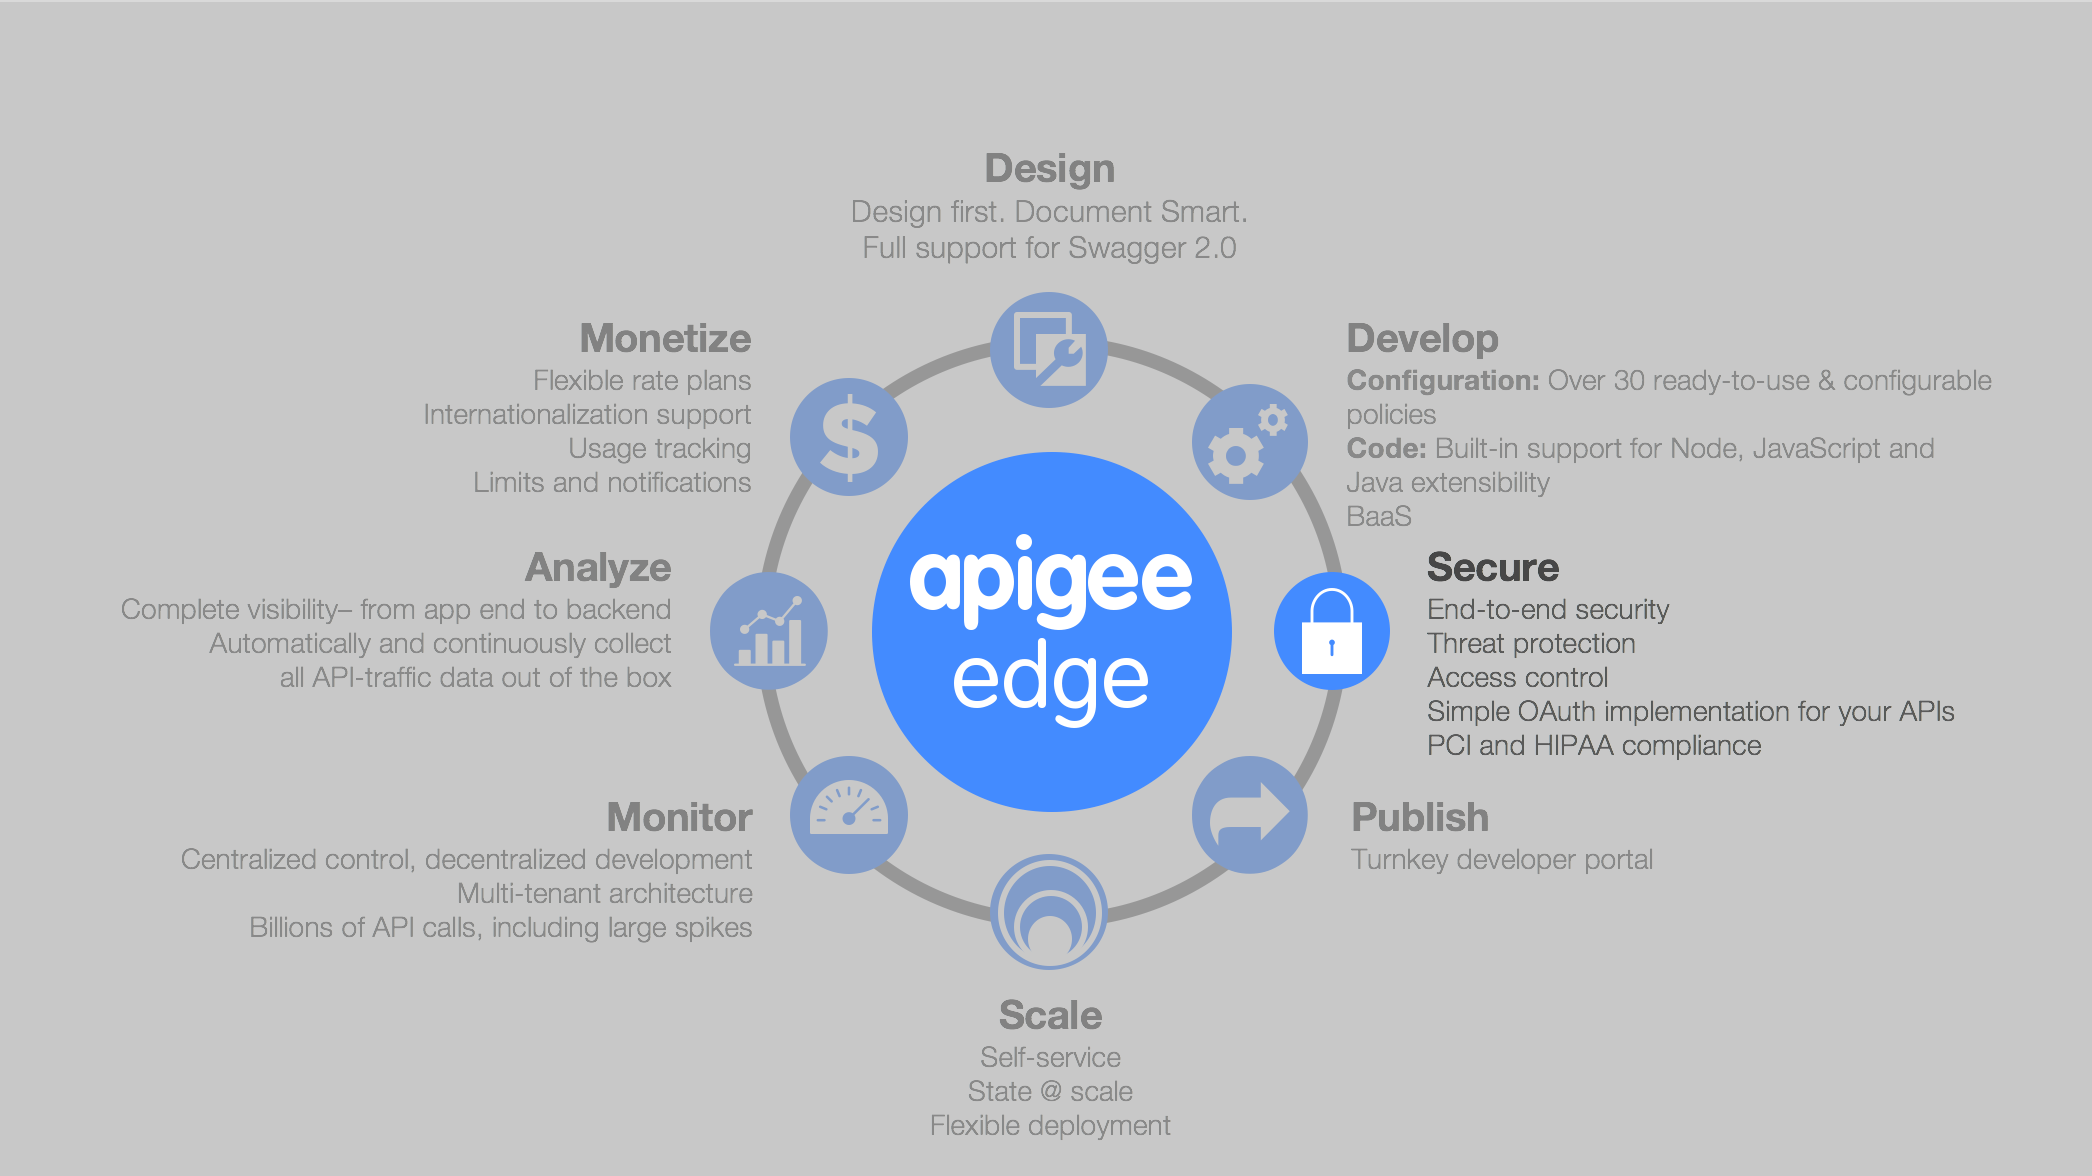 Design
Design first. Document Smart.
Full support for Swagger 2.0
Monetize
Flexible rate plans
Internationalization support
Usage tracking
Limits and notifications
Develop
Configuration: Over 30 ready-to-use & configurable
policies
Code: Built-in support for Node, JavaScript and
Java extensibility
BaaS
Analyze
Complete visibility– from app end to backend
Automatically and continuously collect
all API-traffic data out of the box
apigee
edge
Secure
End-to-end security
Threat protection
Access control
Simple OAuth implementation for your APIs
PCI and HIPAA compliance
Monitor
Centralized control, decentralized development
Multi-tenant architecture
Billions of API calls, including large spikes
Publish
Turnkey developer portal
Scale
Self-service
State @ scale
Flexible deployment